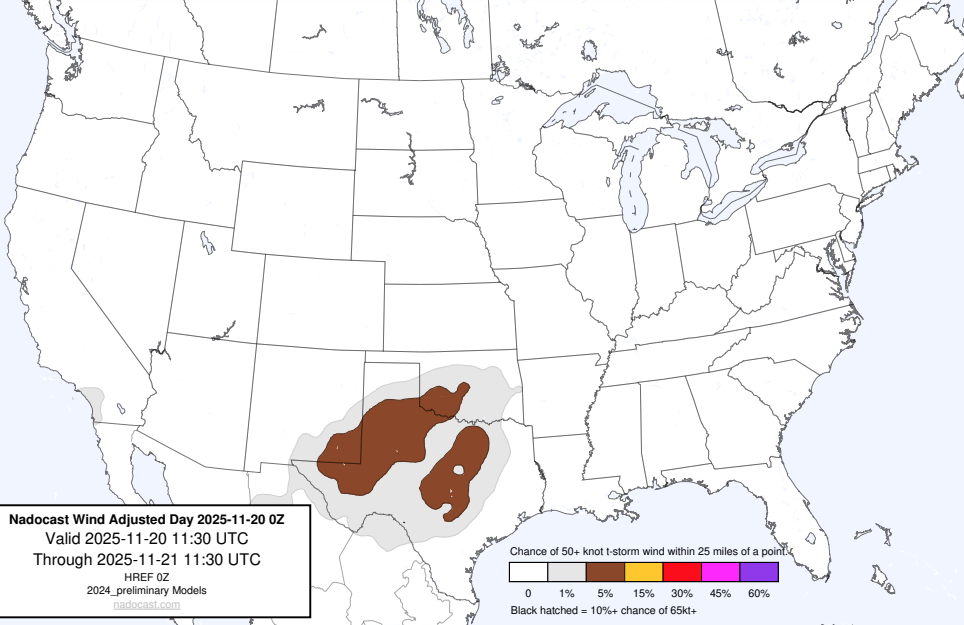 Nadocast Wind Adjusted Day 2025-11-20 0Z
Valid 2025-11-20 11:30 UTC
Through 2025-11-21 11:30 UTC
HREF 0Z
2024_preliminary Models
nadocast.com
Chance of 50+ knot t-storm wind within 25 miles of a point.
0 1% 5% 15% 30% 45% 60%
Black hatched = 10%+ chance of 65kt+